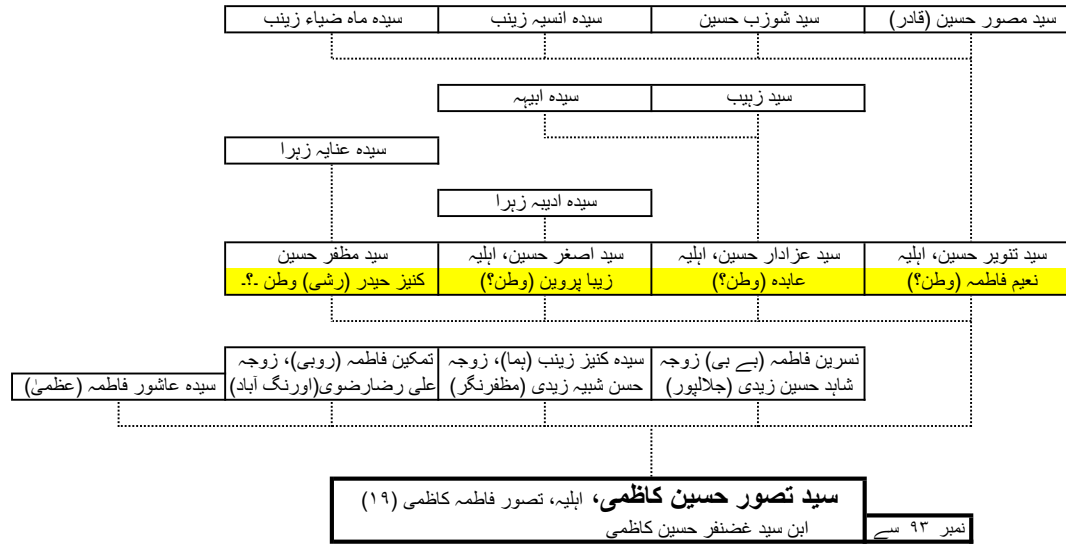 سید مصور حسین (قادر)
سید شوزب حسین
سیدہ انسیہ زینب
سیدہ ماہ ضیاء زینب
سید زہیب
سیدہ ابیہہ
سیدہ عنایہ زہرا
سیدہ ادیبہ زہرا
سید تنویر حسین، اہلیہ
نعیم فاطمہ (وطن؟)
سید عزادار حسین، اہلیہ
عابدہ (وطن؟)
سید اصغر حسین، اہلیہ
زیبا پروین (وطن؟)
سید مظفر حسین
کنیز حیدر (رشی) وطن ۔؟۔
نسرین فاطمہ (بے بی) زوجہ
شاہد حسین زیدی (جلالپور)
سیدہ کنیز زینب (ہما)، زوجہ
حسن شبیہ زیدی (مظفرنگر)
تمکین فاطمہ (روبی)، زوجہ
علی رضارضوی(اورنگ آباد)
سیدہ عاشور فاطمہ (عظمیٰ)
سید تصور حسین کاظمی، اہلیہ، تصور فاطمہ کاظمی (۱۹)
ابن سید غضنفر حسین کاظمی
نمبر ۹۳ سے